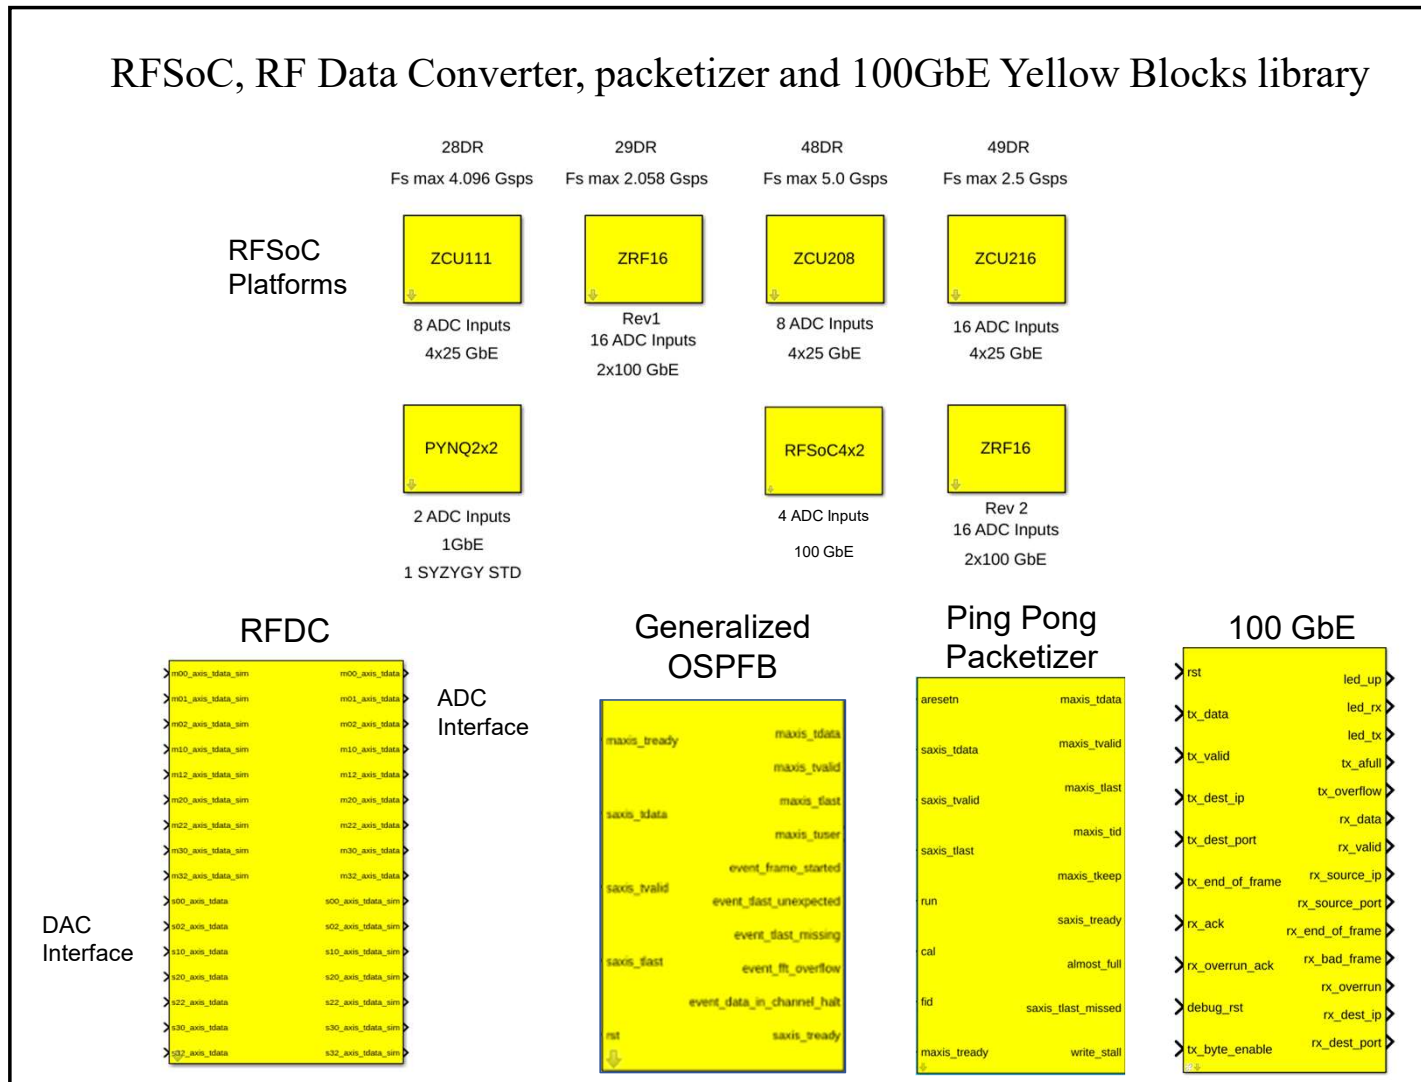 RFSoC, RF Data Converter, packetizer and 100GbE Yellow Blocks library
28DR
Fs max 4.096 Gsps
29DR
Fs max 2.058 Gsps
48DR
Fs max 5.0 Gsps
49DR
Fs max 2.5 Gsps
RFSoC
Platforms
ZCU111
8 ADC Inputs
4x25 GbE
ZRF16
Rev1
16 ADC Inputs
2x100 GbE
ZCU208
8 ADC Inputs
4x25 GbE
ZCU216
16 ADC Inputs
4x25 GbE
PYNQ2x2
2 ADC Inputs
1GbE
1 SYZYGY STD
RFSoC4x2
4 ADC Inputs
100 GbE
ZRF16
Rev 2
16 ADC Inputs
2x100 GbE
RFDC
m00_axis_tdata_sim
m01_axis_tdata_sim
m02_axis_tdata_sim
m10_axis_tdata_sim
m12_axis_tdata_sim
m20_axis_tdata_sim
m22_axis_tdata_sim
m30_axis_tdata_sim
m32_axis_tdata_sim
s00_axis_tdata
s02_axis_tdata
s10_axis_tdata
s20_axis_tdata
s22_axis_tdata
s30_axis_tdata
s32_axis_tdata
m00_axis_tdata
m01_axis_tdata
m02_axis_tdata
m10_axis_tdata
m12_axis_tdata
m20_axis_tdata
m22_axis_tdata
m30_axis_tdata
m32_axis_tdata
s00_axis_tdata_sim
s02_axis_tdata_sim
s10_axis_tdata_sim
s20_axis_tdata_sim
s22_axis_tdata_sim
s30_axis_tdata_sim
s32_axis_tdata_sim
ADC
Interface
DAC
Interface
Generalized
OSPFB
maxis_tready
saxis_tdata
saxis_tvalid
saxis_tlast
rst
maxis_tdata
maxis_tvalid
maxis_tlast
maxis_tuser
event_frame_started
event_tlast_unexpected
event_tlast_missing
event_fft_overflow
event_data_in_channel_halt
saxis_tready
Ping Pong
Packetizer
aresetn
saxis_tdata
saxis_tvalid
saxis_tlast
run
cal
fid
maxis_tready
maxis_tdata
maxis_tvalid
maxis_tlast
maxis_tid
maxis_tkeep
saxis_tready
almost_full
saxis_tlast_missed
write_stall
100 GbE
rst
tx_data
tx_valid
tx_dest_ip
tx_dest_port
tx_end_of_frame
rx_ack
rx_overrun_ack
debug_rst
tx_byte_enable
led_up
led_rx
led_tx
tx_afull
tx_overflow
rx_data
rx_valid
rx_source_ip
rx_source_port
rx_end_of_frame
rx_bad_frame
rx_overrun
rx_dest_ip
rx_dest_port